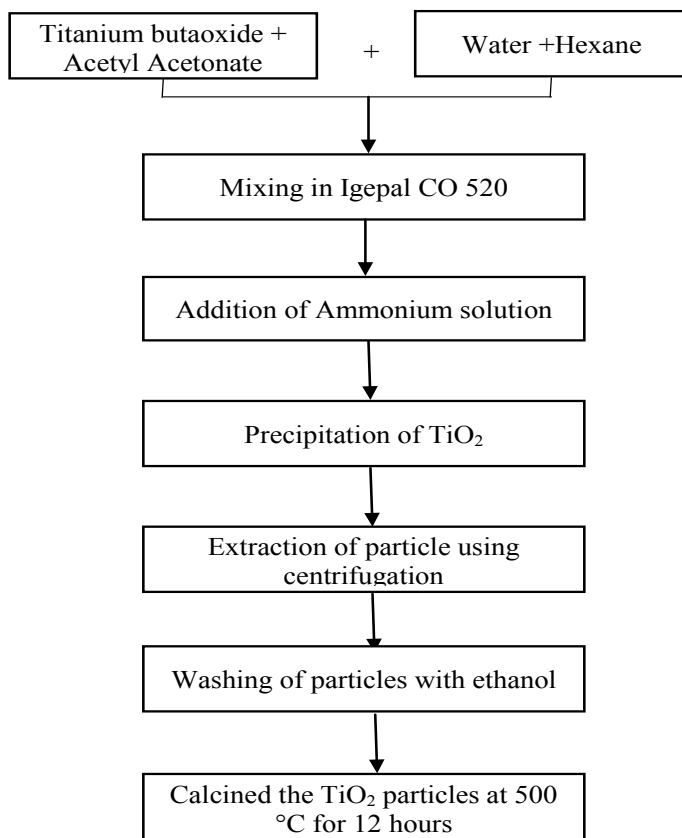 Titanium butaoxide +
Acetyl Acetonate
+
Water +Hexane
Mixing in Igepal CO 520
Addition of Ammonium solution
Precipitation of TiO₂
Extraction of particle using
centrifugation
Washing of particles with ethanol
Calcined the TiO₂ particles at 500
°C for 12 hours